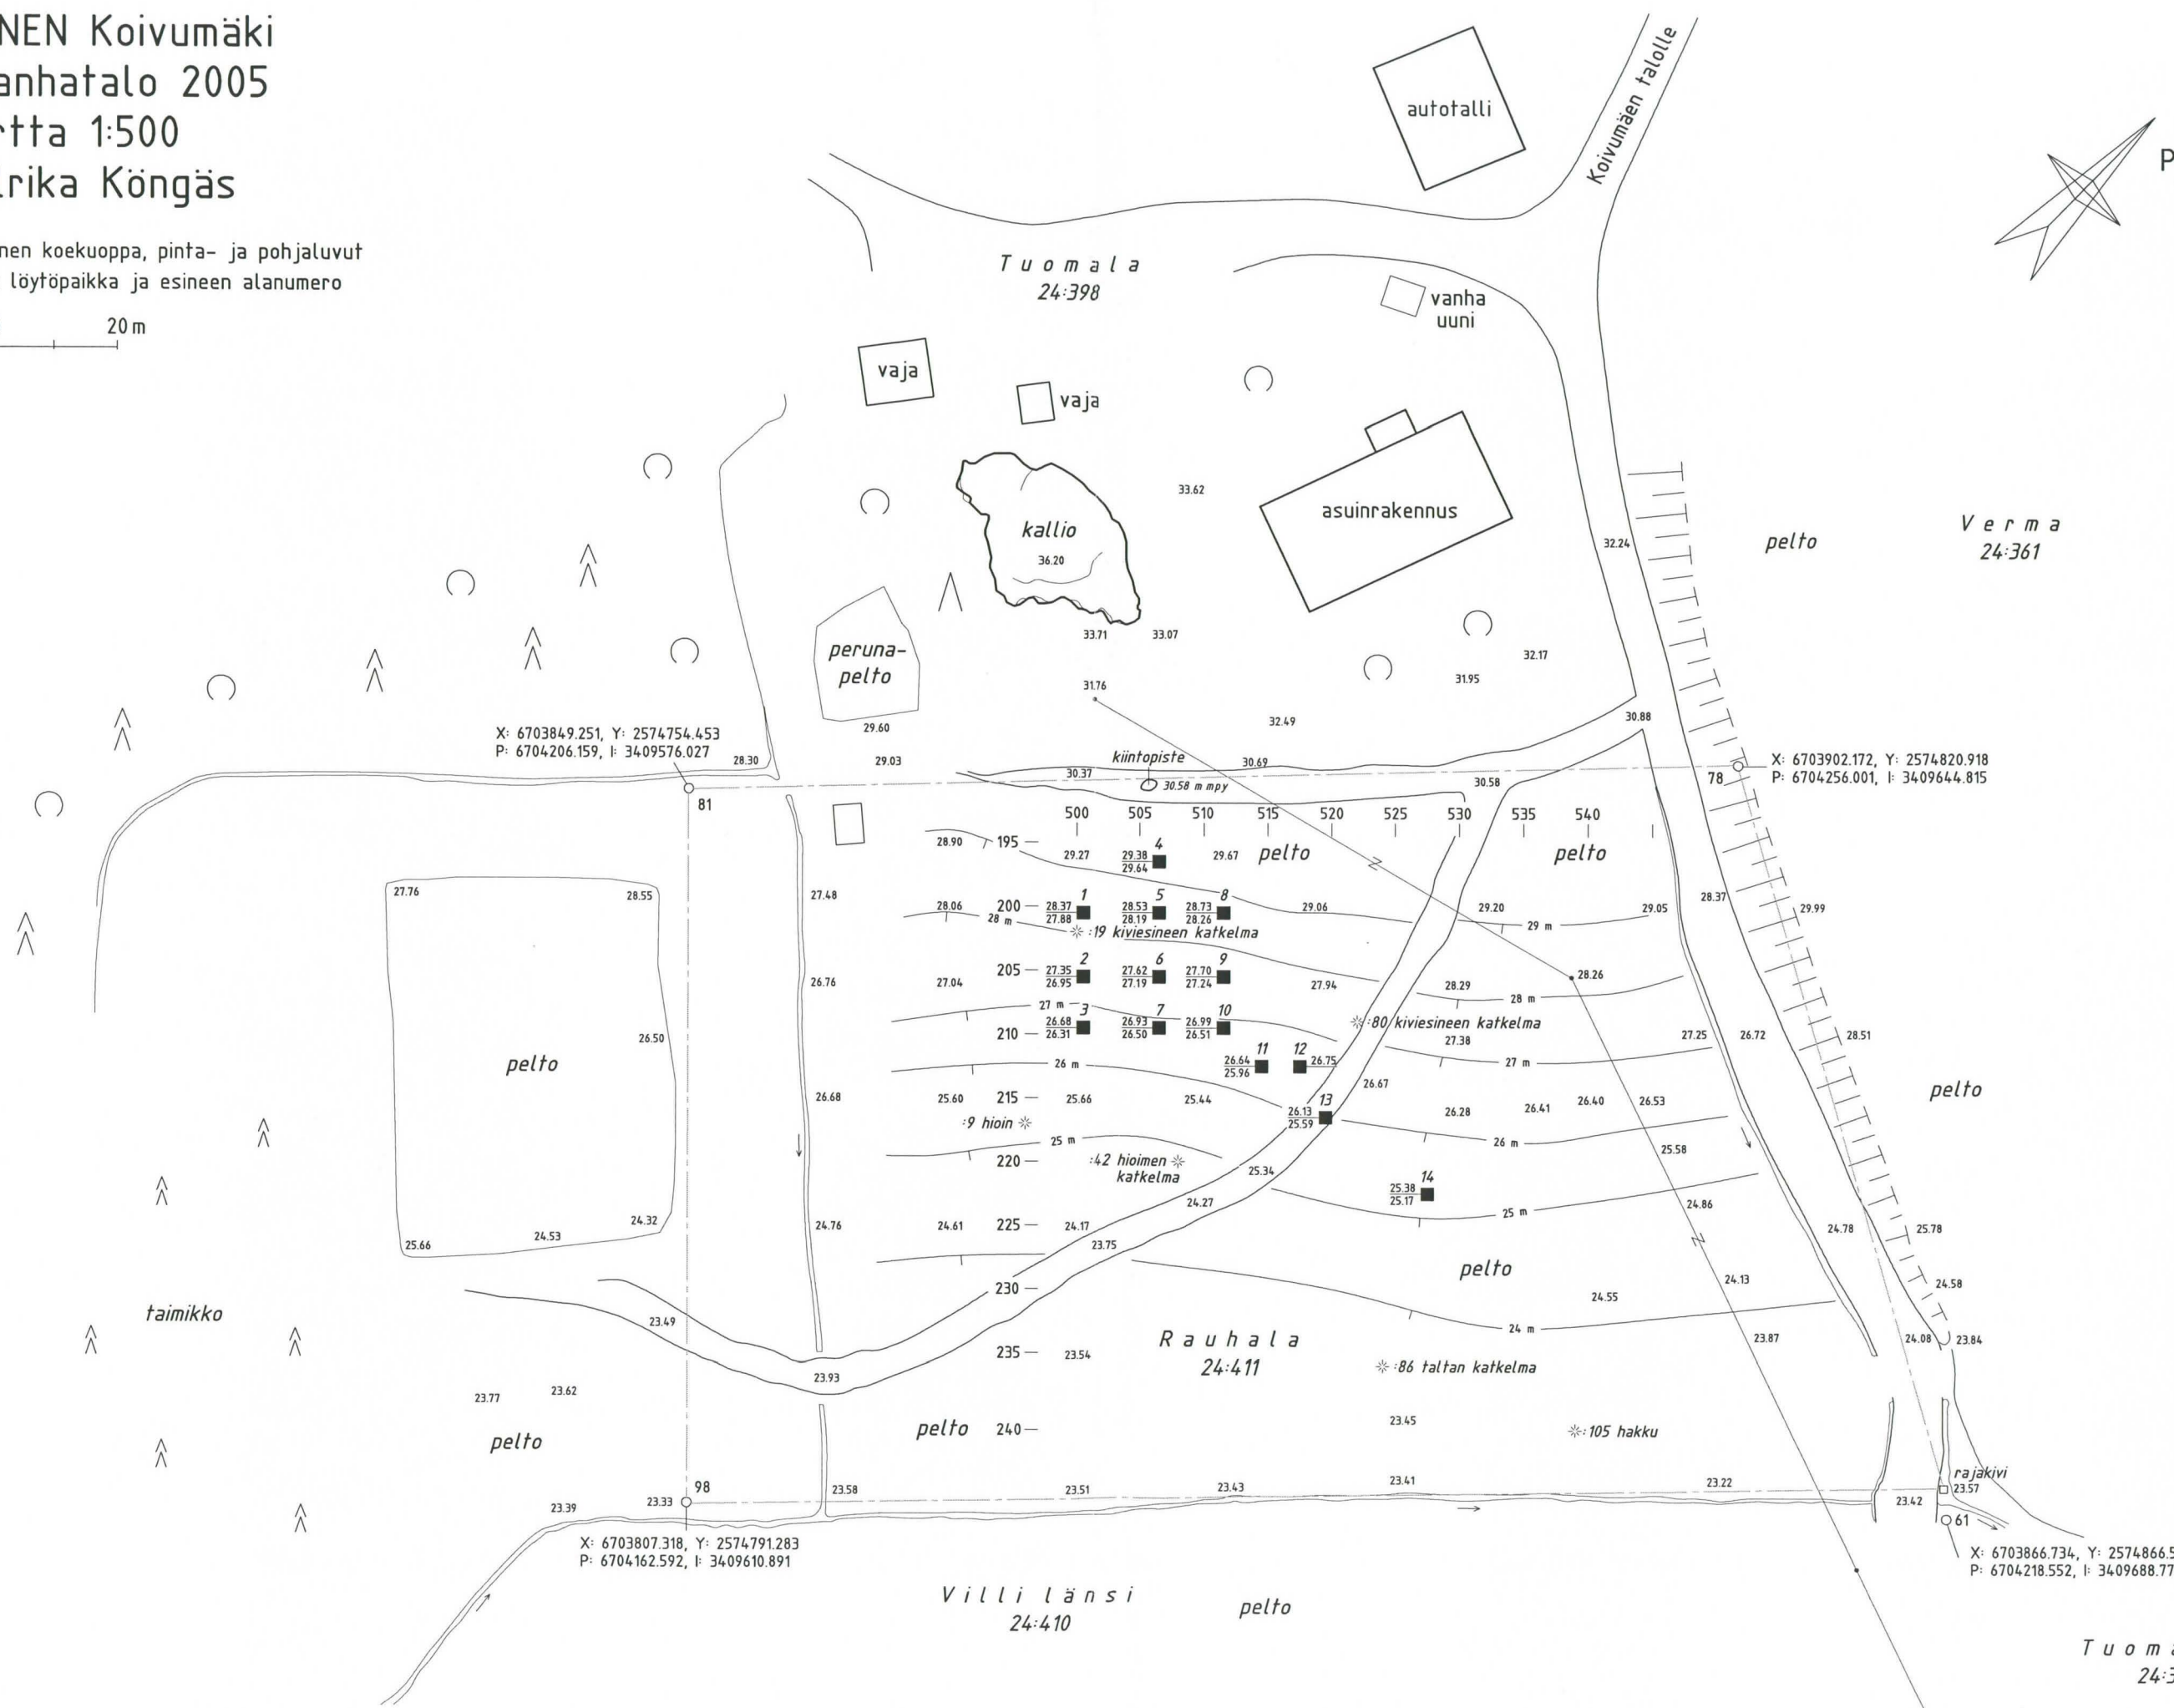 NEN Koivumäki
anhatalo 2005
rtta 1:500
lrika Köngäs
nen koekuoppa, pinta- ja pohjaluvut
löytöpaikka ja esineen alanumero
20 m
autotalli
Koivumäen talolle
P
Tuomala
24:398
vanha
uuni
vaja
vaja
33.62
asuinrakennus
kallio
36.20
32.24
pelto
Verma
24:361
peruna-
pelto
33.71 33.07
31.76
32.17
31.95
32.49
30.88
29.60
X: 6703849.251, Y: 2574754.453
P: 6704206.159, I: 3409576.027
28.30
29.03
kiintopiste
30.37
30.69
30.58 m mpy
30.58
78
X: 6703902.172, Y: 2574820.918
P: 6704256.001, I: 3409644.815
81
500 505 510 515 520 525 530 535 540
28.90
195
29.27
4
29.38
29.64
29.67
pelto
pelto
27.76
28.55
27.48
28.06
200
1
28.37
27.88
5
28.53
28.19
8
28.73
28.26
29.06
29.20
29.05
28.37
29.99
28 m
29 m
:19 kiviesineen katkelma
26.76
27.04
205
2
27.35
26.95
6
27.62
27.19
9
27.70
27.24
27.94
28.29
28.26
28 m
27 m
26.50
210
3
26.68
26.31
7
26.93
26.50
10
26.99
26.51
:80 kiviesineen katkelma
27.38
27.25
26.72
28.51
pelto
26 m
11
26.64
25.96
12
26.75
27 m
26.67
pelto
26.68
25.60
215
25.66
25.44
13
26.13
25.59
26.28
26.41
26.40
26.53
:9 hioin
25 m
26 m
25.58
220
:42 hioimen
katkelma
25.34
14
25.38
25.17
24.32
24.27
25 m
24.86
25.66
24.53
24.76
24.61
225
24.17
23.75
24.78
25.78
pelto
24.13
24.58
taimikko
230
24.55
23.49
24 m
23.87
24.08
23.84
235
23.54
Rauhala
24:411
:86 taltan katkelma
23.93
23.77
23.62
pelto
pelto
240
23.45
:105 hakku
98
23.39
23.33
23.58
23.51
23.43
23.41
23.22
rajakivi
23.57
23.42
61
X: 6703807.318, Y: 2574791.283
P: 6704162.592, I: 3409610.891
X: 6703866.734, Y: 2574866.5
P: 6704218.552, I: 3409688.77
Villi länsi
24:410
pelto
Tuoma
24:3